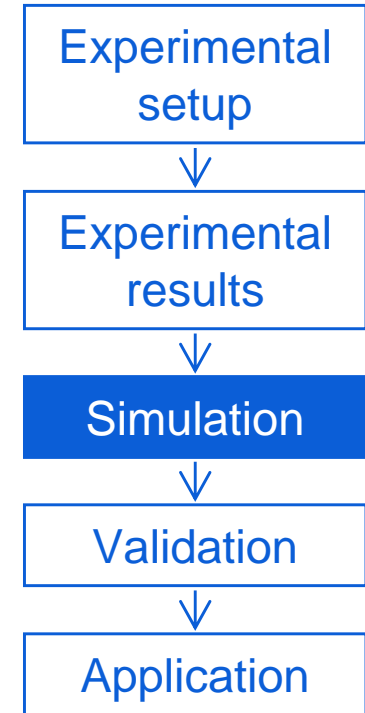 Experimental
setup
Experimental
results
Simulation
Validation
Application